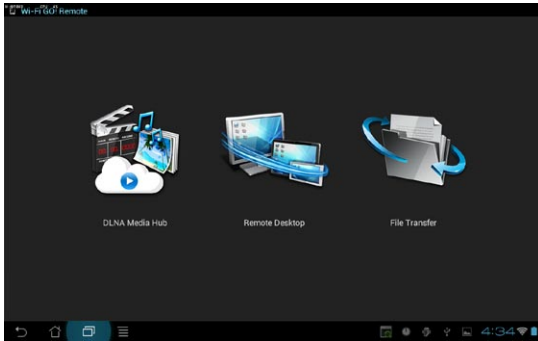 Wi-Fi GO! Remote
DLNA Media Hub
Remote Desktop
File Transfer
4:34